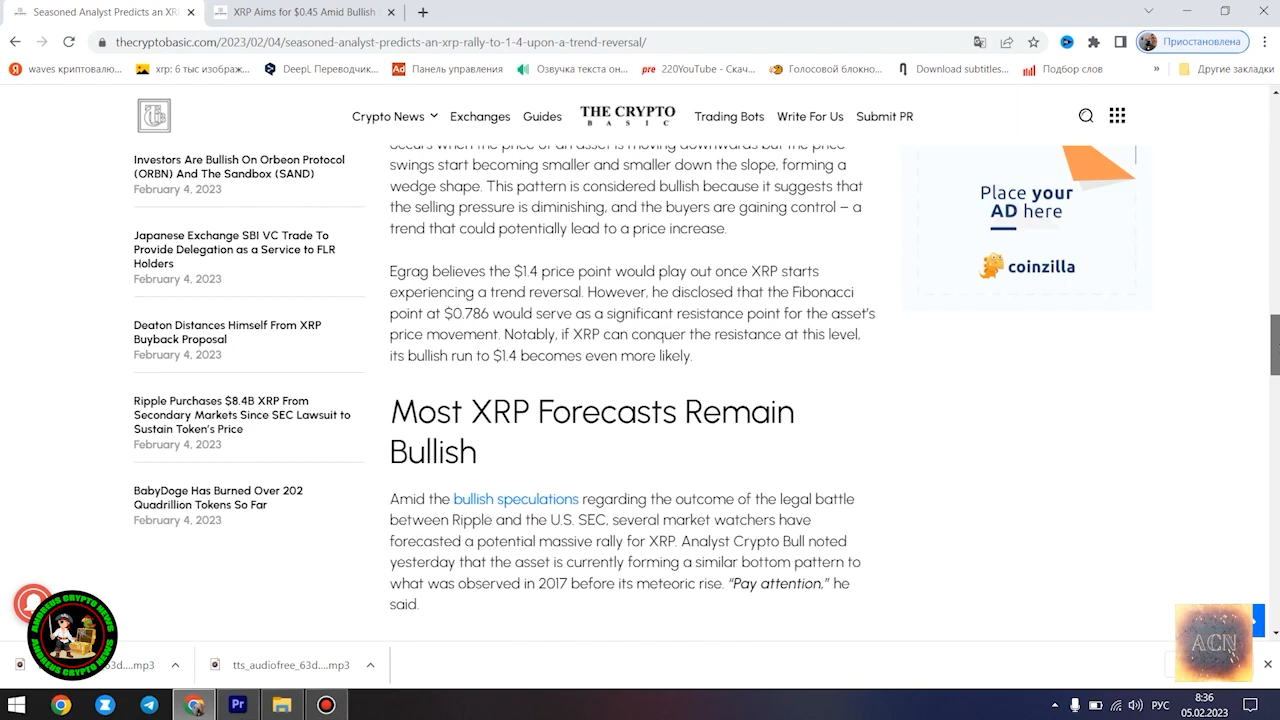 Seasoned Analyst Predicts an XR
XRP Aims for $0.45 Amid Bullish
thecryptobasic.com/2023/02/04/seasoned-analyst-predicts-an-xrp-rally-to-1-4-upon-a-trend-reversal/
Приостановлена
waves криптовалю...
xrp: 6 тыс изображ...
DeepL Переводчик...
Ad Панель управления
Озвучка текста он...
pre 220YouTube - Скач...
Голосовой блокно...
Download subtitles...
Подбор слов
»
Другие закладки
Crypto News
Exchanges
Guides
THE CRYPTO
BASIC
Trading Bots
Write For Us
Submit PR
Investors Are Bullish On Orbeon Protocol
(ORBN) And The Sandbox (SAND)
February 4, 2023
Japanese Exchange SBI VC Trade To
Provide Delegation as a Service to FLR
Holders
February 4, 2023
Deaton Distances Himself From XRP
Buyback Proposal
February 4, 2023
Ripple Purchases $8.4B XRP From
Secondary Markets Since SEC Lawsuit to
Sustain Token's Price
February 4, 2023
BabyDoge Has Burned Over 202
Quadrillion Tokens So Far
February 4, 2023
occurs when the price of an asset is moving downwards but the price
swings start becoming smaller and smaller down the slope, forming a
wedge shape. This pattern is considered bullish because it suggests that
the selling pressure is diminishing, and the buyers are gaining control – a
trend that could potentially lead to a price increase.
Egrag believes the $1.4 price point would play out once XRP starts
experiencing a trend reversal. However, he disclosed that the Fibonacci
point at $0.786 would serve as a significant resistance point for the asset's
price movement. Notably, if XRP can conquer the resistance at this level,
its bullish run to $1.4 becomes even more likely.
Most XRP Forecasts Remain
Bullish
Amid the bullish speculations regarding the outcome of the legal battle
between Ripple and the U.S. SEC, several market watchers have
forecasted a potential massive rally for XRP. Analyst Crypto Bull noted
yesterday that the asset is currently forming a similar bottom pattern to
what was observed in 2017 before its meteoric rise. “Pay attention,” he
said.
Place your
AD here
coinzilla
ANDREUS CRYPTO NEWS
ANDREUS CRYPTO NEWS
ACN
63d....mp3
tts_audiofree_63d....mp3
Pr
РУС
8:36
05.02.2023